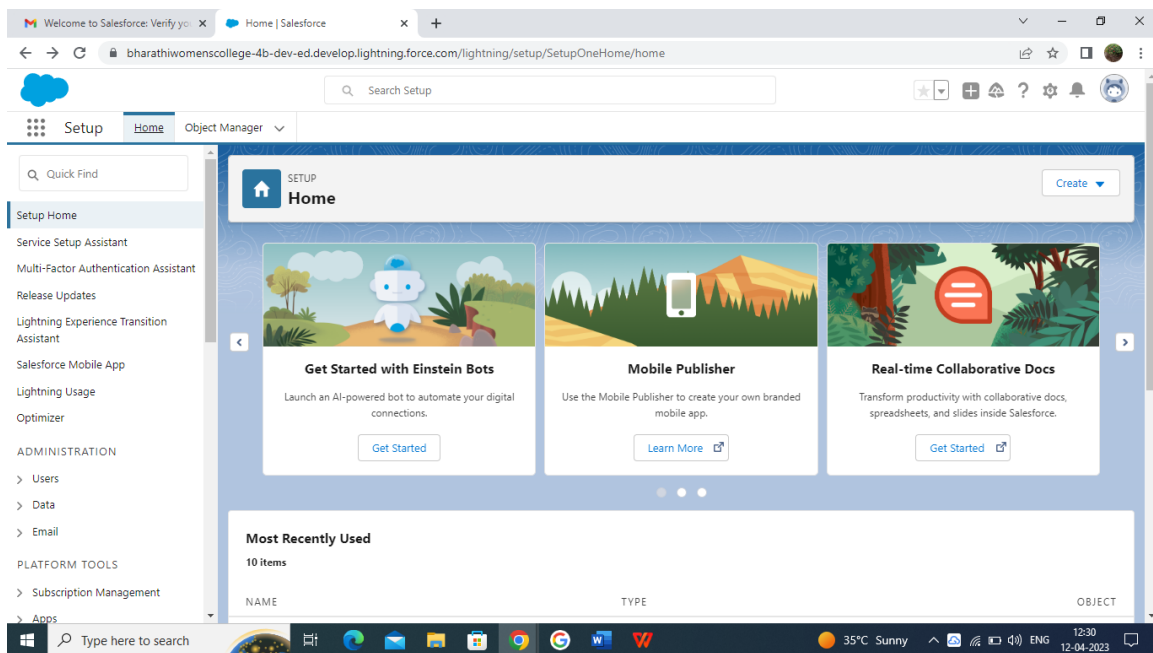 Welcome to Salesforce: Verify yo
Home | Salesforce
bharathiwomenscollege-4b-dev-ed.develop.lightning.force.com/lightning/setup/SetupOneHome/home
Search Setup
Setup
Home
Object Manager
Quick Find
Setup Home
Service Setup Assistant
Multi-Factor Authentication Assistant
Release Updates
Lightning Experience Transition
Assistant
Salesforce Mobile App
Lightning Usage
Optimizer
ADMINISTRATION
Users
Data
Email
PLATFORM TOOLS
Subscription Management
Apps
SETUP
Home
Create
Get Started with Einstein Bots
Launch an AI-powered bot to automate your digital
connections.
Get Started
Mobile Publisher
Use the Mobile Publisher to create your own branded
mobile app.
Learn More
Real-time Collaborative Docs
Transform productivity with collaborative docs,
spreadsheets, and slides inside Salesforce.
Get Started
Most Recently Used
10 items
NAME TYPE OBJECT
Type here to search
35°C Sunny
ENG
12:30
12-04-2023